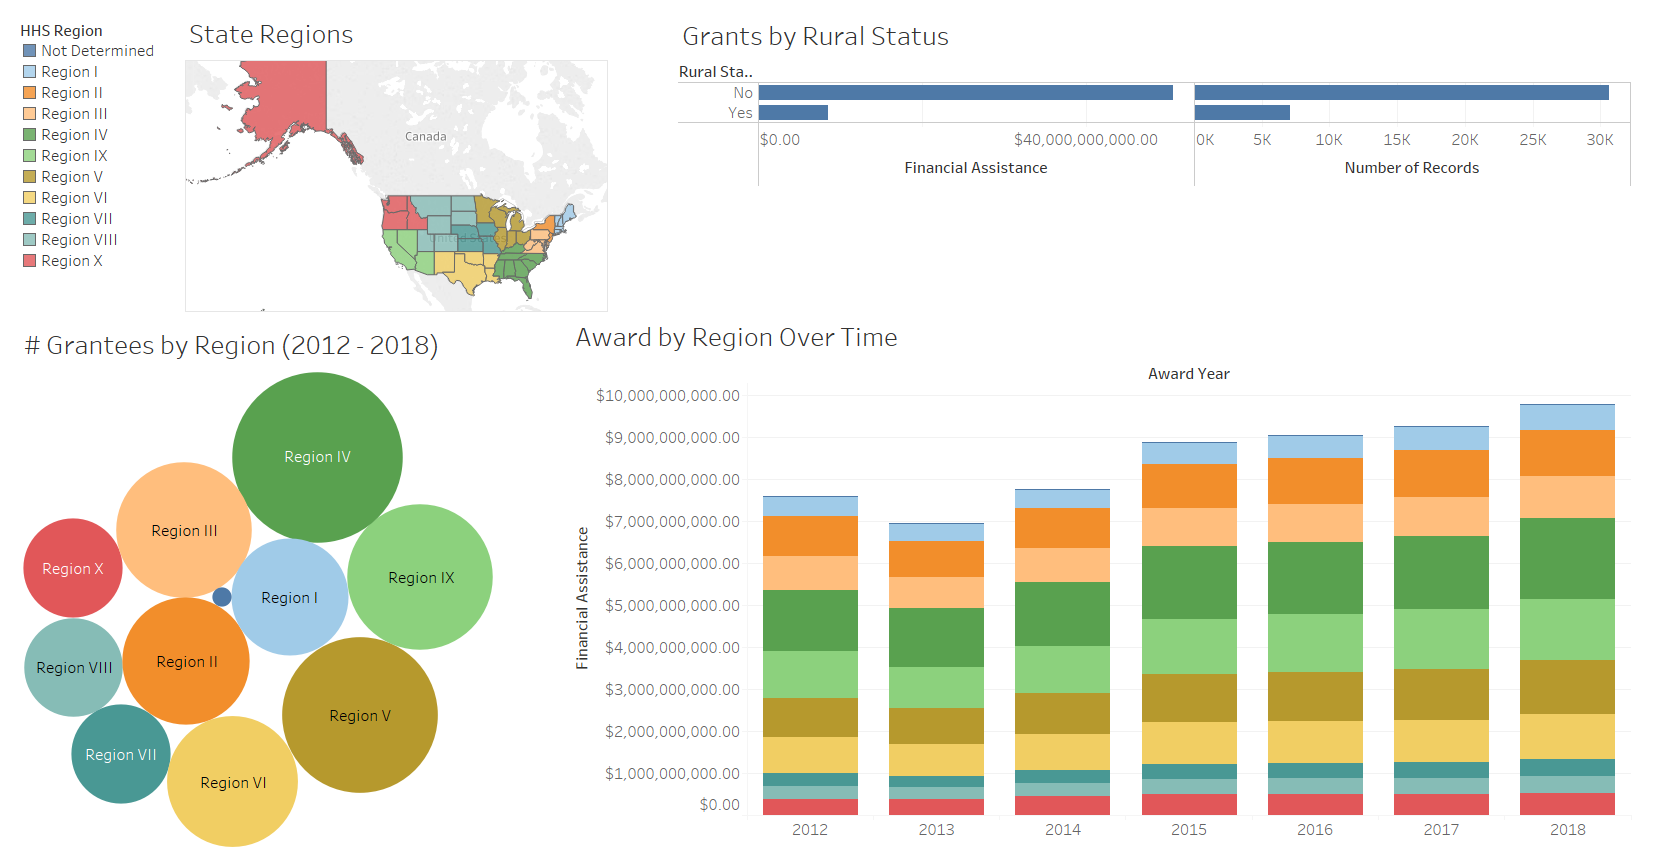 HHS Region
Not Determined
Region I
Region II
Region III
Region IV
Region IX
Region V
Region VI
Region VII
Region VIII
Region X
State Regions
Canada
United States
Grants by Rural Status
Rural Sta..
No
Yes
$0.00 $40,000,000,000.00
0K 5K 10K 15K 20K 25K 30K
Financial Assistance
Number of Records
# Grantees by Region (2012 - 2018)
Region IV
Region III
Region X
Region IX
Region I
Region II
Region VIII
Region V
Region VII
Region VI
Award by Region Over Time
Award Year
Financial Assistance
$10,000,000,000.00
$9,000,000,000.00
$8,000,000,000.00
$7,000,000,000.00
$6,000,000,000.00
$5,000,000,000.00
$4,000,000,000.00
$3,000,000,000.00
$2,000,000,000.00
$1,000,000,000.00
$0.00
2012 2013 2014 2015 2016 2017 2018